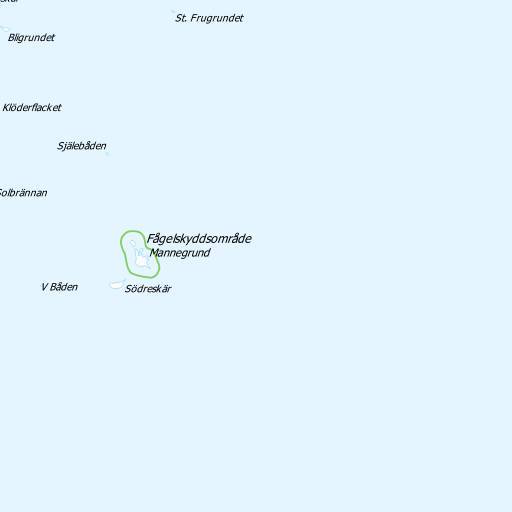 St. Frugrundet
Bligrundet
Klöderflacket
Själebåden
Solbrännan
Fågelskyddsområde
Mannegrund
V Båden
Södreskär